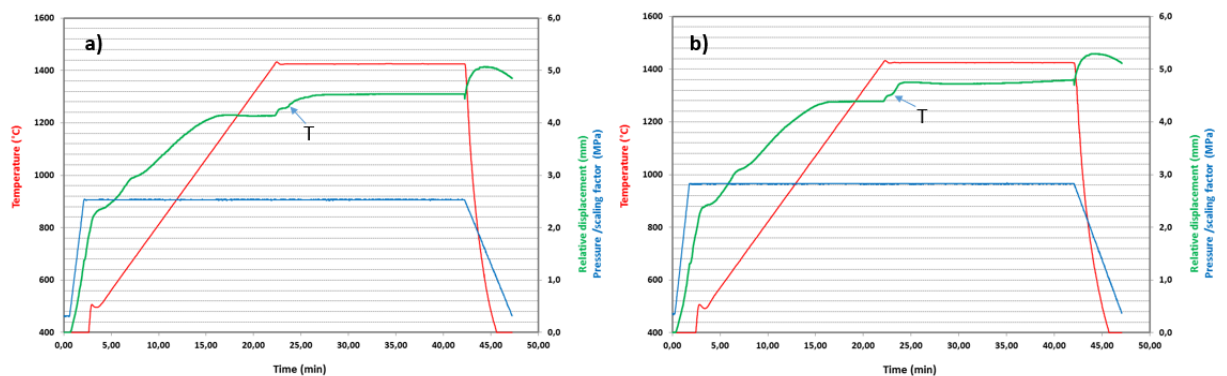 a)
1600
1400
1200
1000
800
600
400
Temperature (°C)
6,0
5,0
4,0
3,0
2,0
1,0
0,0
Relative displacement (mm)
Pressure /scaling factor (MPa)
T
0,00 5,00 10,00 15,00 20,00 25,00 30,00 35,00 40,00 45,00 50,00
Time (min)
b)
1600
1400
1200
1000
800
600
400
Temperature (°C)
6,0
5,0
4,0
3,0
2,0
1,0
0,0
Relative displacement (mm)
Pressure /scaling factor (MPa)
T
0,00 5,00 10,00 15,00 20,00 25,00 30,00 35,00 40,00 45,00 50,00
Time (min)